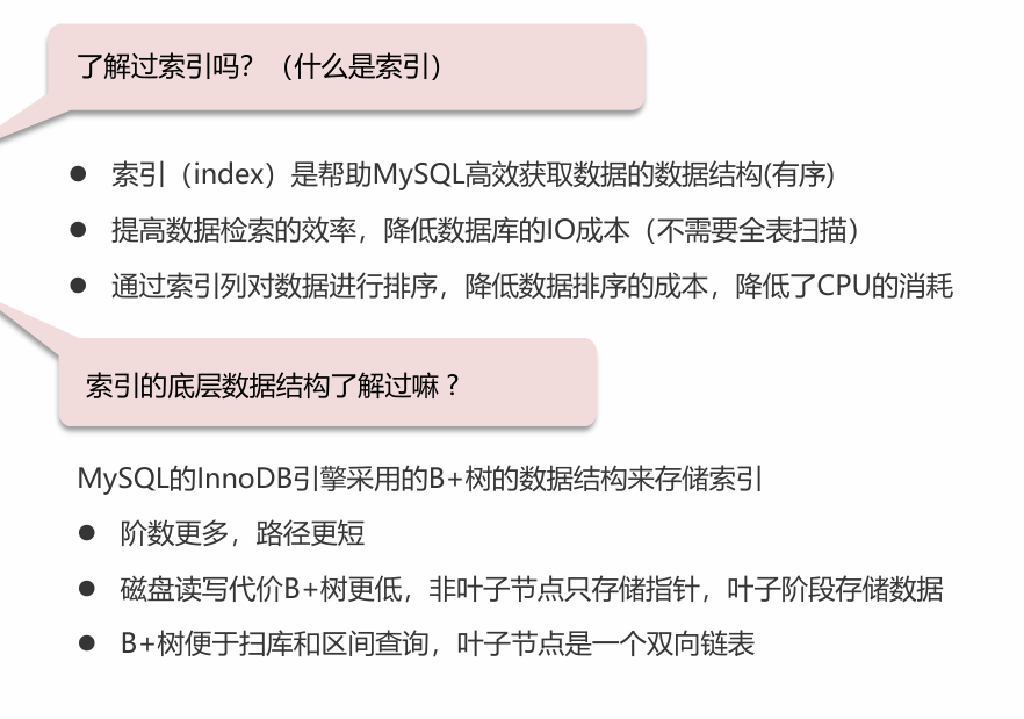 了解过索引吗？（什么是索引）
● 索引（index）是帮助MySQL高效获取数据的数据结构(有序)
● 提高数据检索的效率，降低数据库的IO成本（不需要全表扫描）
● 通过索引列对数据进行排序，降低数据排序的成本，降低了CPU的消耗
索引的底层数据结构了解过嘛 ?
MySQL的InnoDB引擎采用的B+树的数据结构来存储索引
● 阶数更多，路径更短
● 磁盘读写代价B+树更低，非叶子节点只存储指针，叶子阶段存储数据
● B+树便于扫库和区间查询，叶子节点是一个双向链表